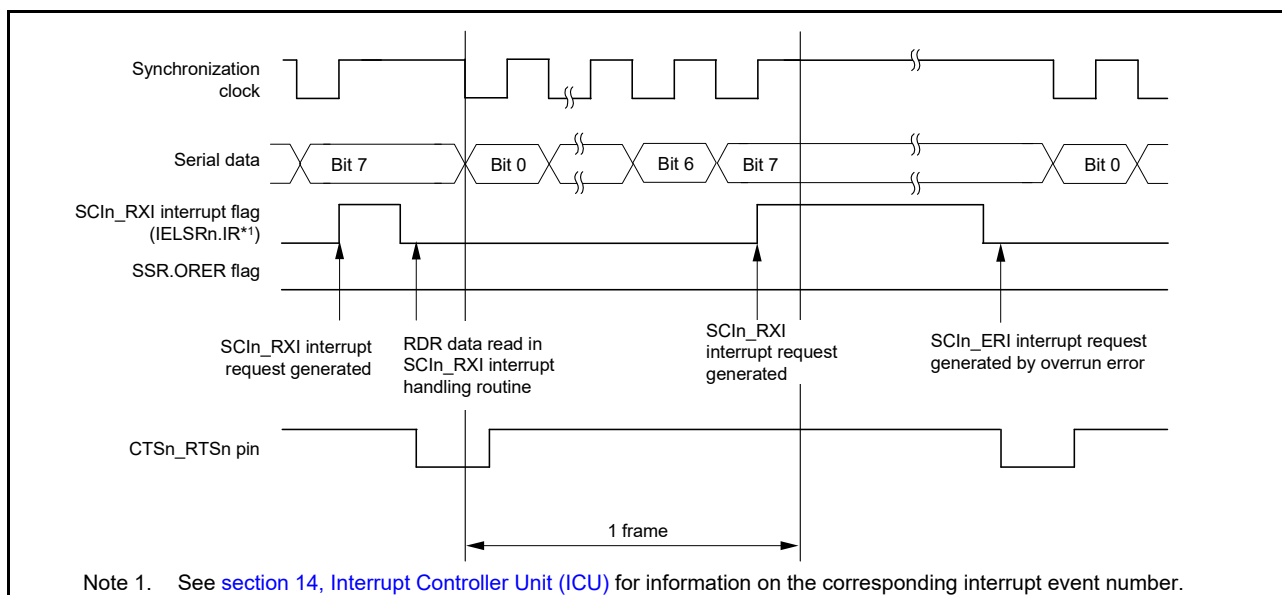 Synchronization
clock
Serial data
Bit 7
Bit 0
Bit 6
Bit 7
Bit 0
SCIn_RXI interrupt flag
(IELSRn.IR*1)
SSR.ORER flag
SCIn_RXI interrupt
request generated
RDR data read in
SCIn_RXI interrupt
handling routine
SCIn_RXI
interrupt request
generated
SCIn_ERI interrupt request
generated by overrun error
CTSn_RTSn pin
1 frame
Note 1. See section 14, Interrupt Controller Unit (ICU) for information on the corresponding interrupt event number.